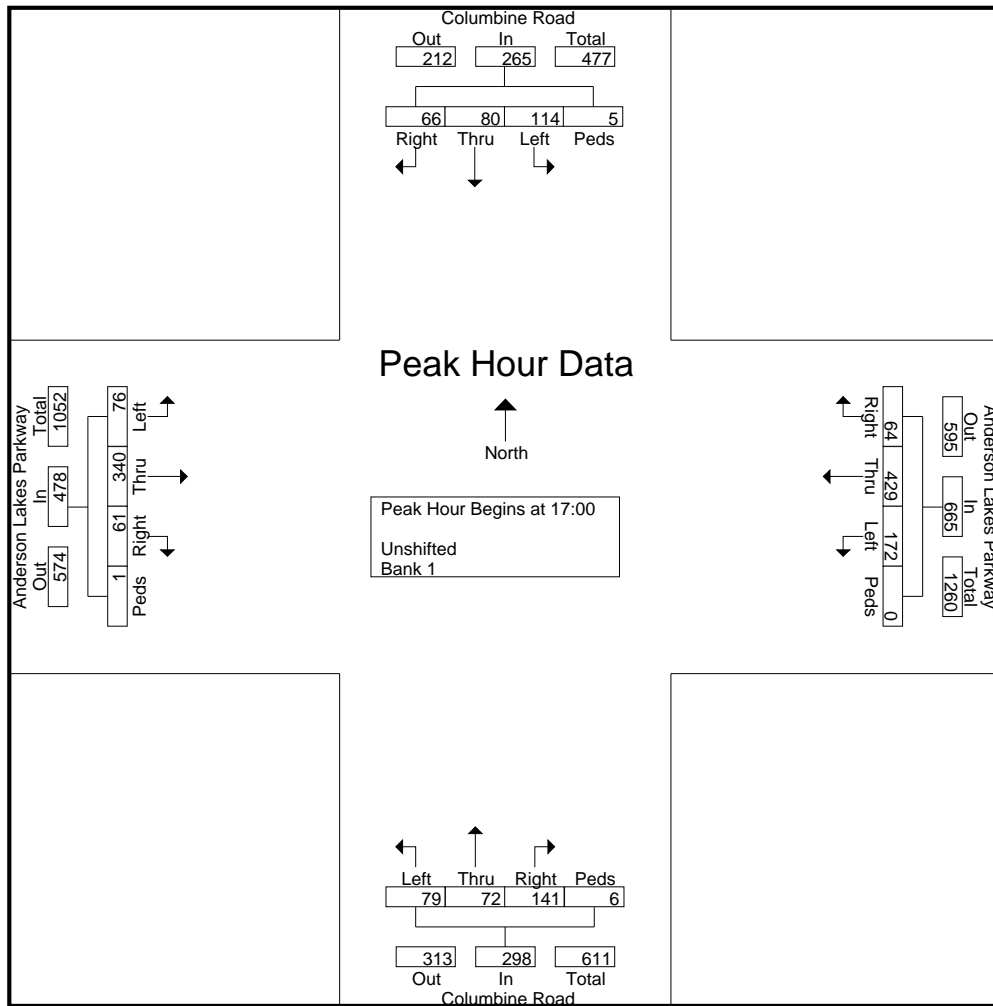 Columbine Road
Out In Total
212 265 477
66 80 114 5
Right Thru Left Peds
Peak Hour Data
North
Peak Hour Begins at 17:00
Unshifted
Bank 1
Anderson Lakes Parkway
Total In Out
1052 478 574
76 340 61 1
Left Thru Right Peds
Anderson Lakes Parkway
Out In Total
595 665 1260
64 429 172 0
Right Thru Left Peds
Left Thru Right Peds
79 72 141 6
313 298 611
Out In Total
Columbine Road